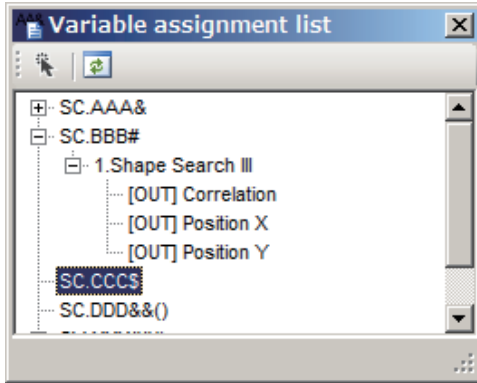 Variable assignment list
SC.AAA&
SC.BBB#
1.Shape Search III
[OUT] Correlation
[OUT] Position X
[OUT] Position Y
SC.CCC$
SC.DDD&&()